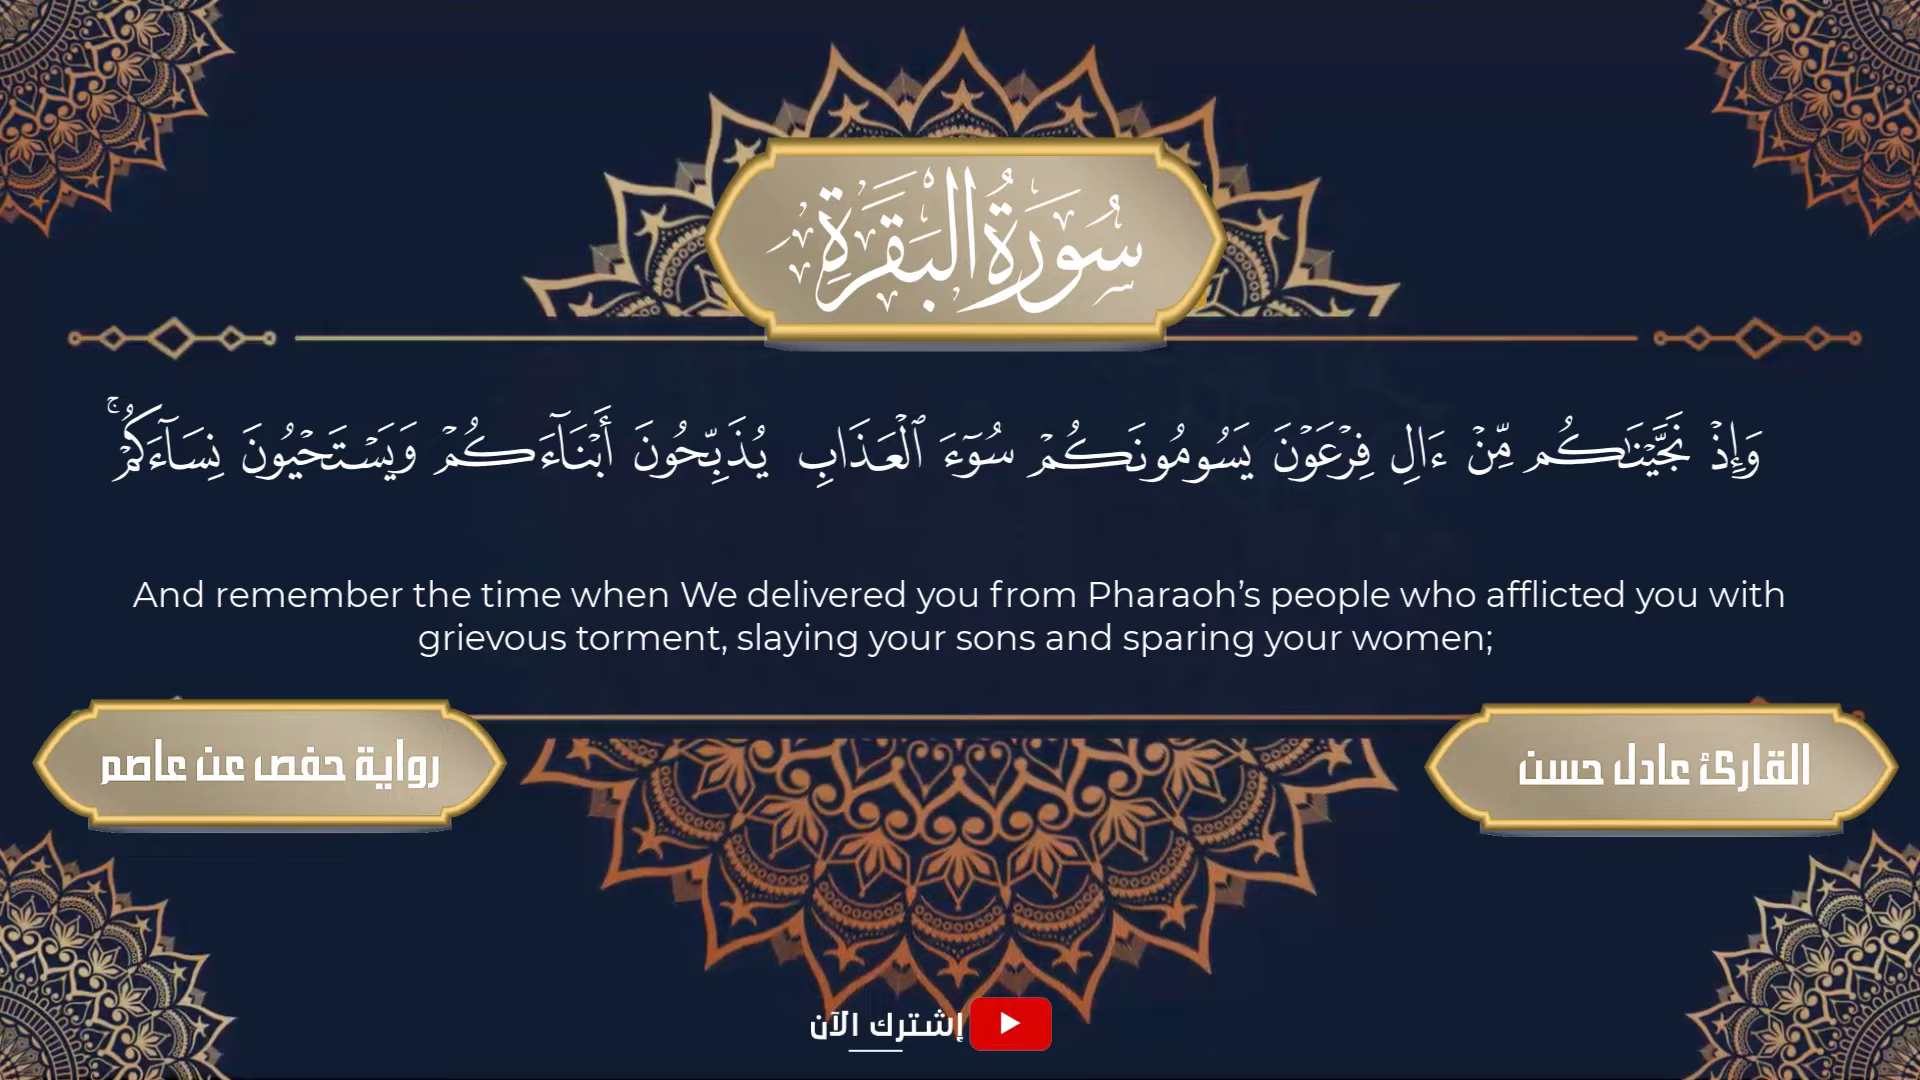 سُورَةُ الْبَقَرَةِ
وَإِذْ نَجَّيْنَٰكُم مِّنْ ءَالِ فِرْعَوْنَ يَسُومُونَكُمْ سُوٓءَ ٱلْعَذَابِ يُذَبِّحُونَ أَبْنَآءَكُمْ وَيَسْتَحْيُونَ نِسَآءَكُمْ ۚ
And remember the time when We delivered you from Pharaoh’s people who afflicted you with
grievous torment, slaying your sons and sparing your women;
القارئ عادل حسن
رواية حفص عن عاصم
إشترك الآن